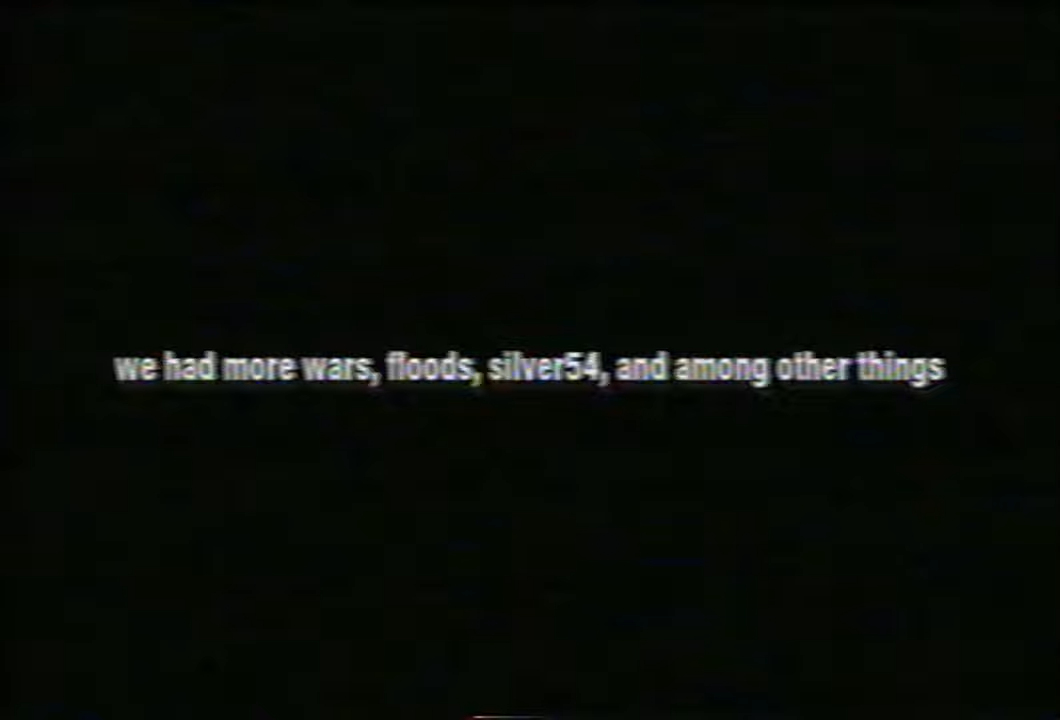 we had more wars, floods, silver54, and among other things